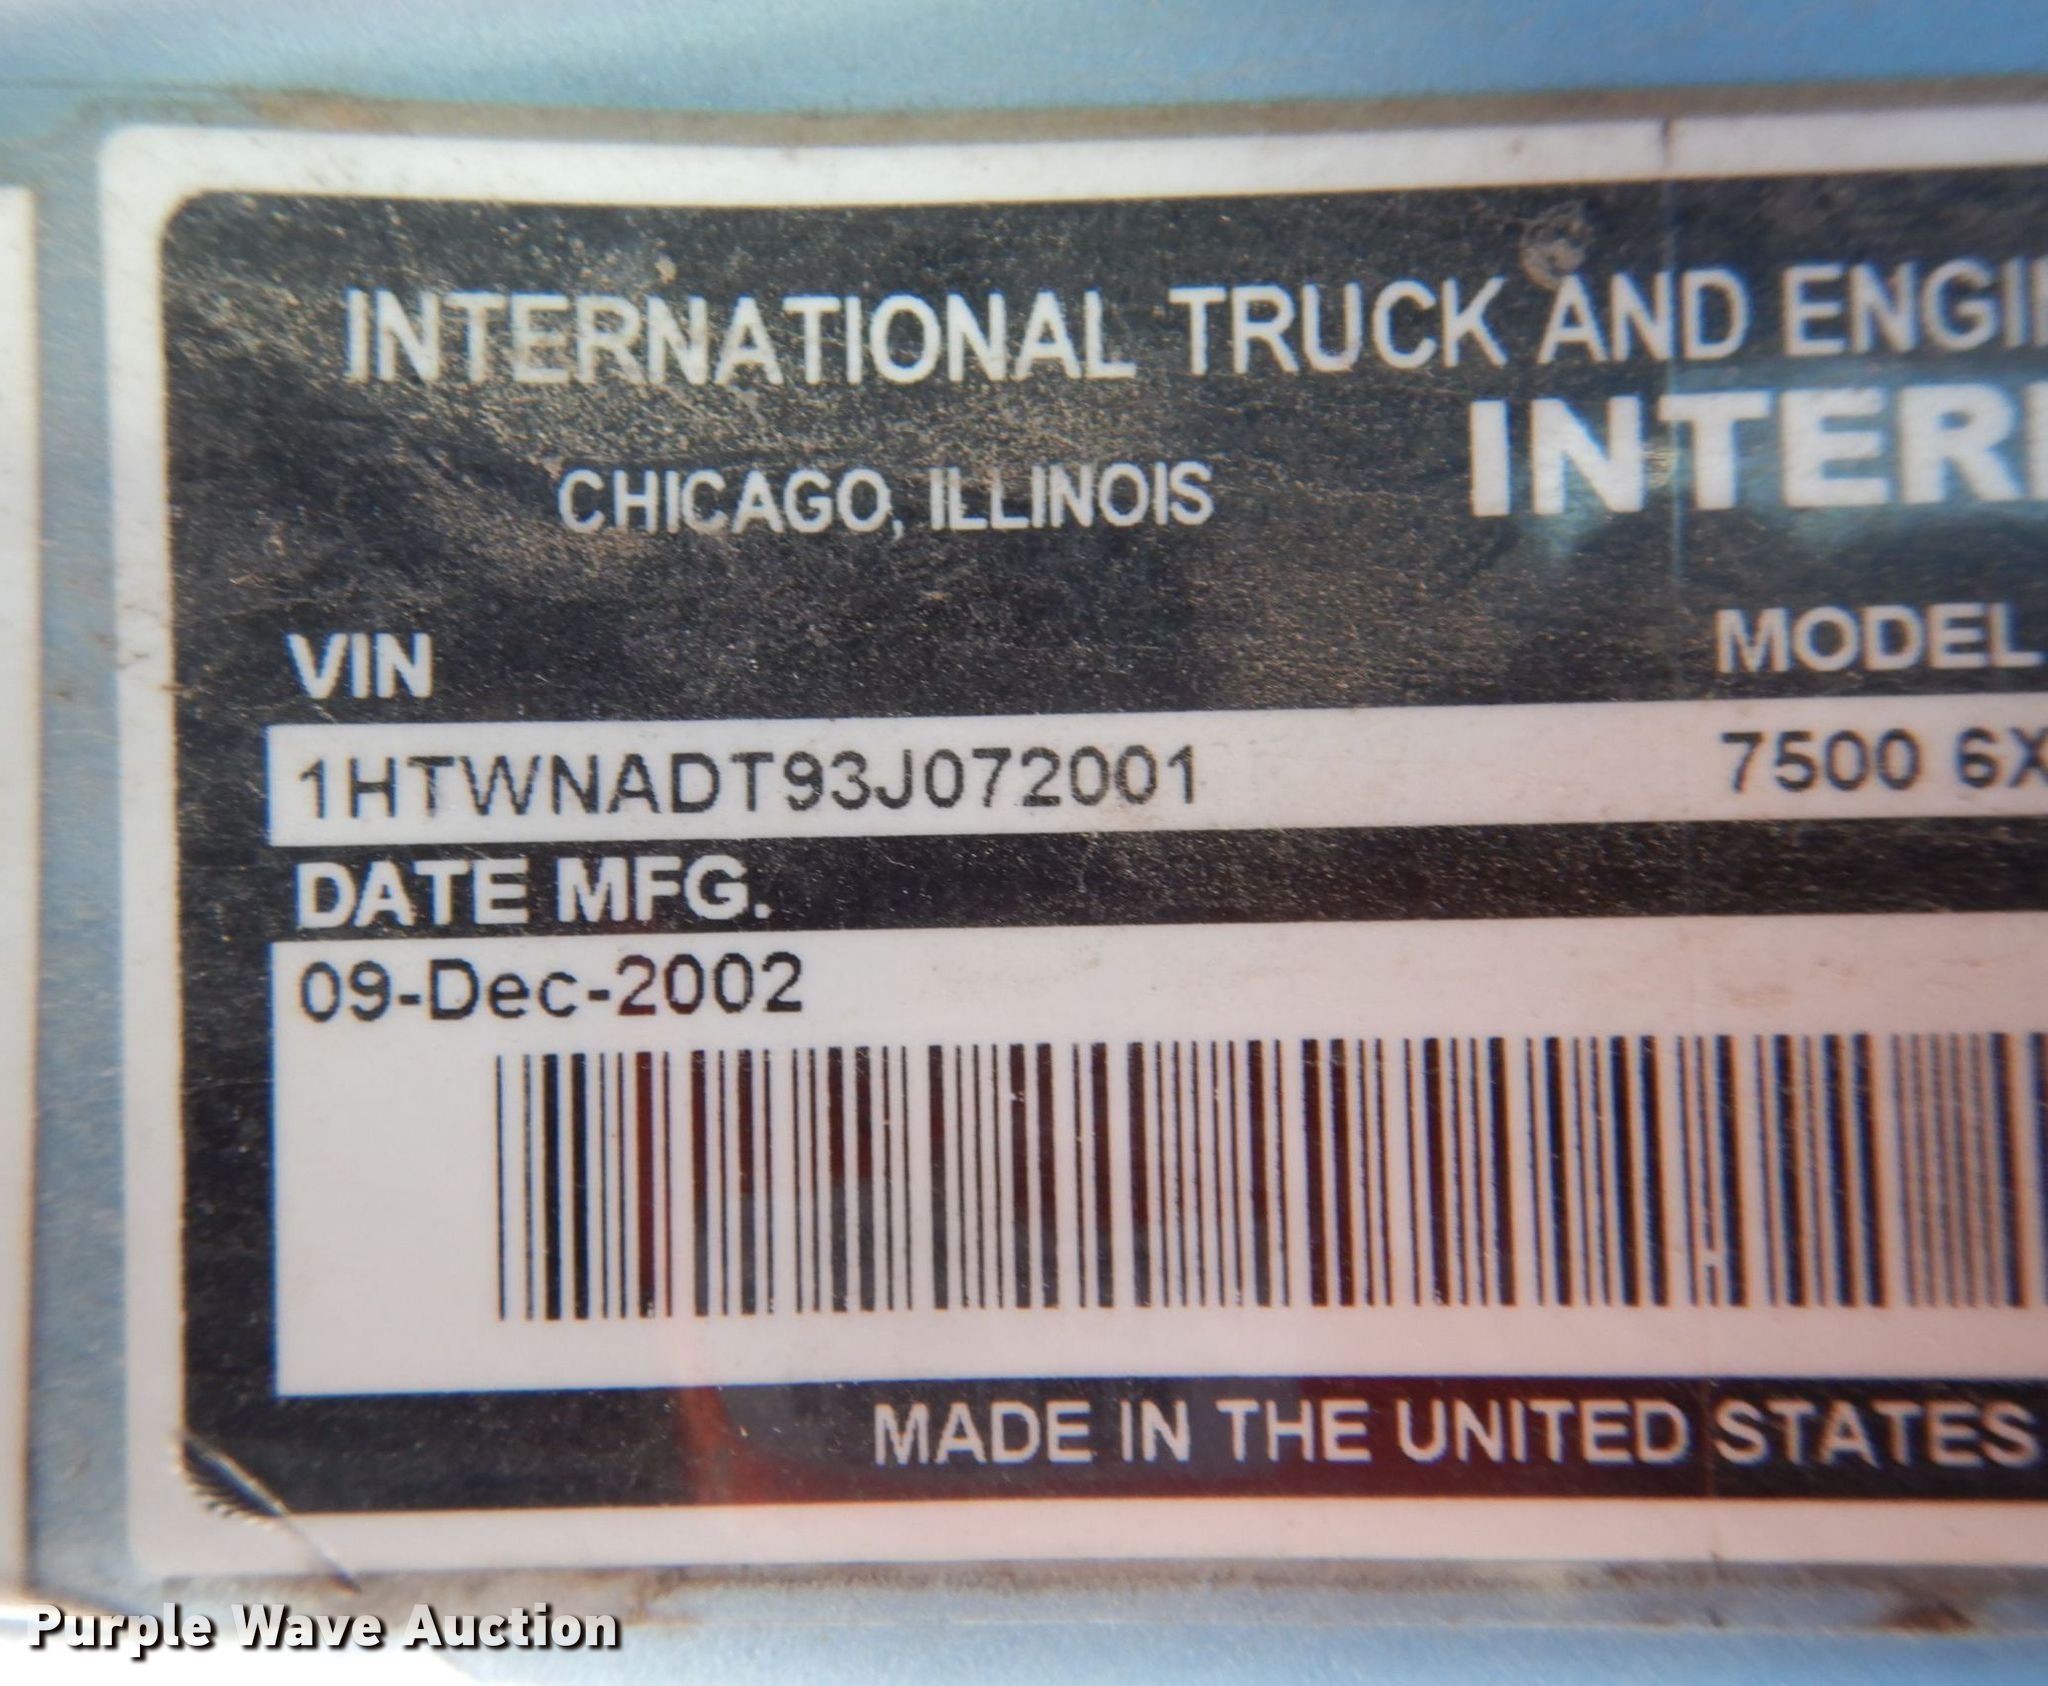 INTERNATIONAL TRUCK AND ENGI
CHICAGO, ILLINOIS
INTER
VIN
MODEL
1HTWNADT93J072001
7500 6X
DATE MFG.
09-Dec-2002
MADE IN THE UNITED STATES
Purple Wave Auction